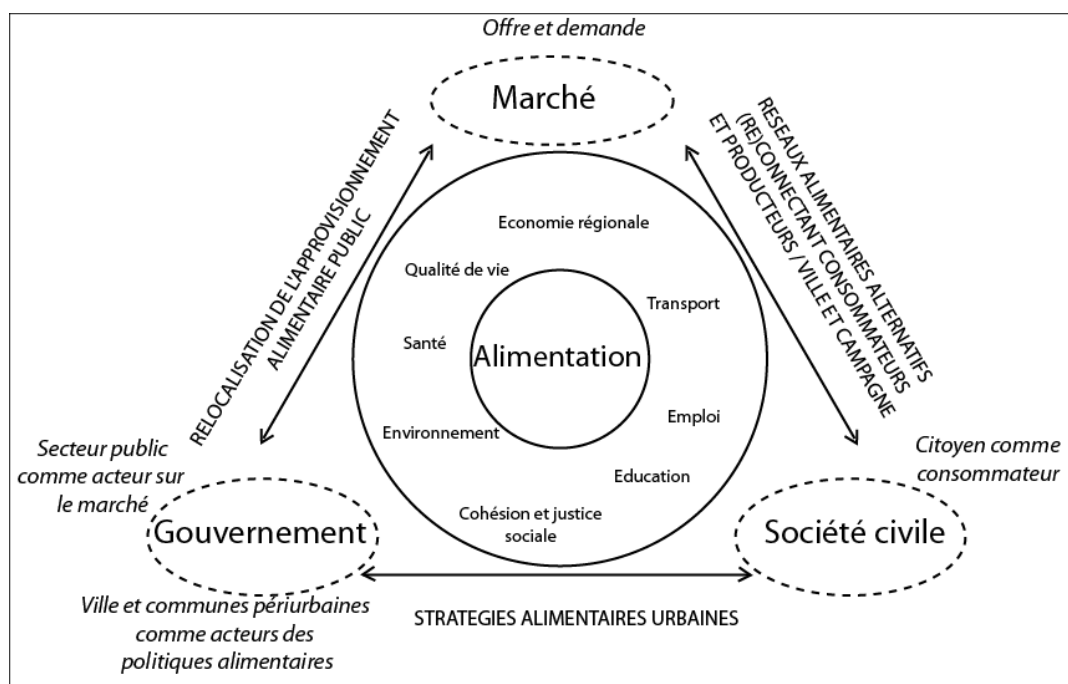 Offre et demande
Marché
RELOCALISATION DE L'APPROVISIONNEMENT
ALIMENTAIRE PUBLIC
RESEAUX ALIMENTAIRES ALTERNATIFS
(RE)CONNECTANT CONSOMMATEURS
ET PRODUCTEURS / VILLE ET CAMPAGNE
Economie régionale
Qualité de vie
Transport
Santé
Alimentation
Emploi
Environnement
Education
Cohésion et justice
sociale
Secteur public
comme acteur sur
le marché
Gouvernement
Ville et communes périurbaines
comme acteurs des
politiques alimentaires
Citoyen comme
consommateur
Société civile
STRATEGIES ALIMENTAIRES URBAINES